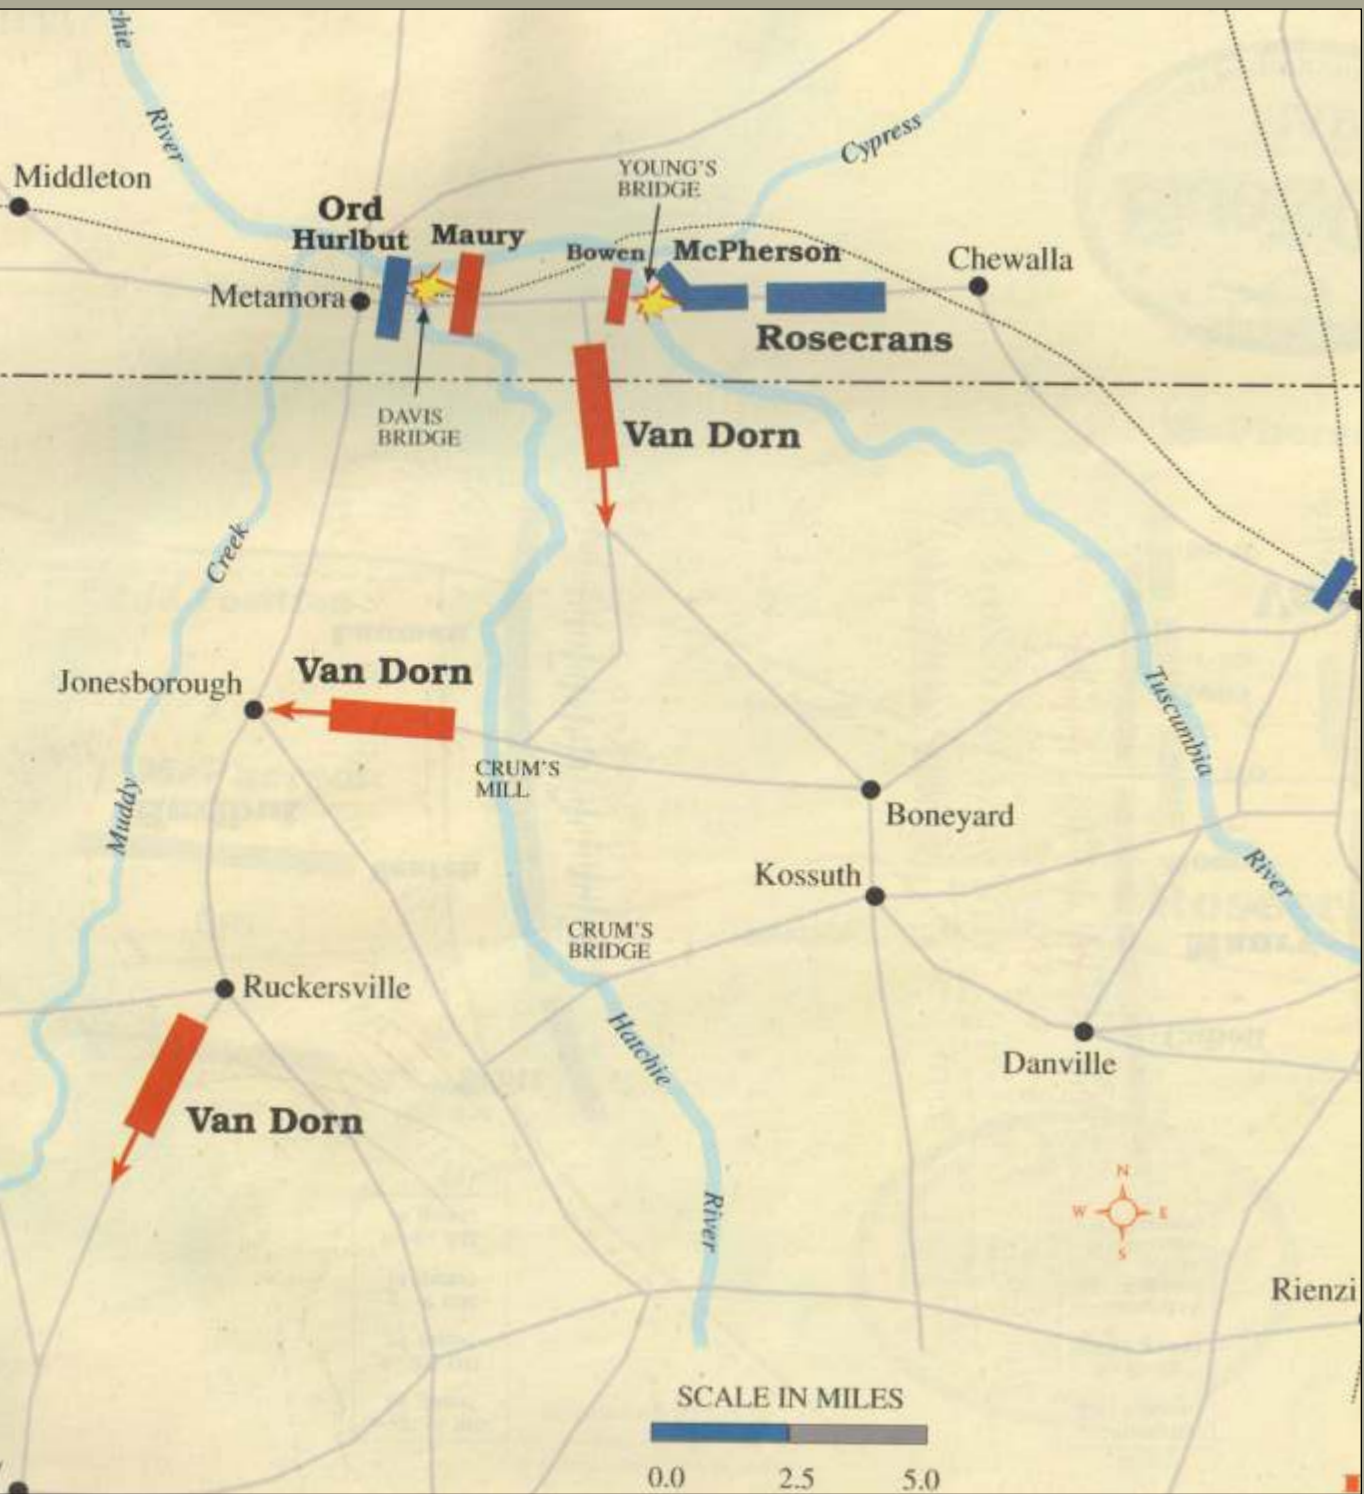 chie
River
Cypress
Middleton
YOUNG'S
BRIDGE
Ord
Hurlbut
Maury
Bowen
McPherson
Chewalla
Metamora
Rosecrans
DAVIS
BRIDGE
Van Dorn
Creek
Jonesborough
Van Dorn
Tuscumbia
CRUM'S
MILL
Muddy
Boneyard
Kossuth
River
CRUM'S
BRIDGE
Ruckersville
Hatchie
Danville
Van Dorn
N
W E
S
River
Rienzi
SCALE IN MILES
0.0 2.5 5.0